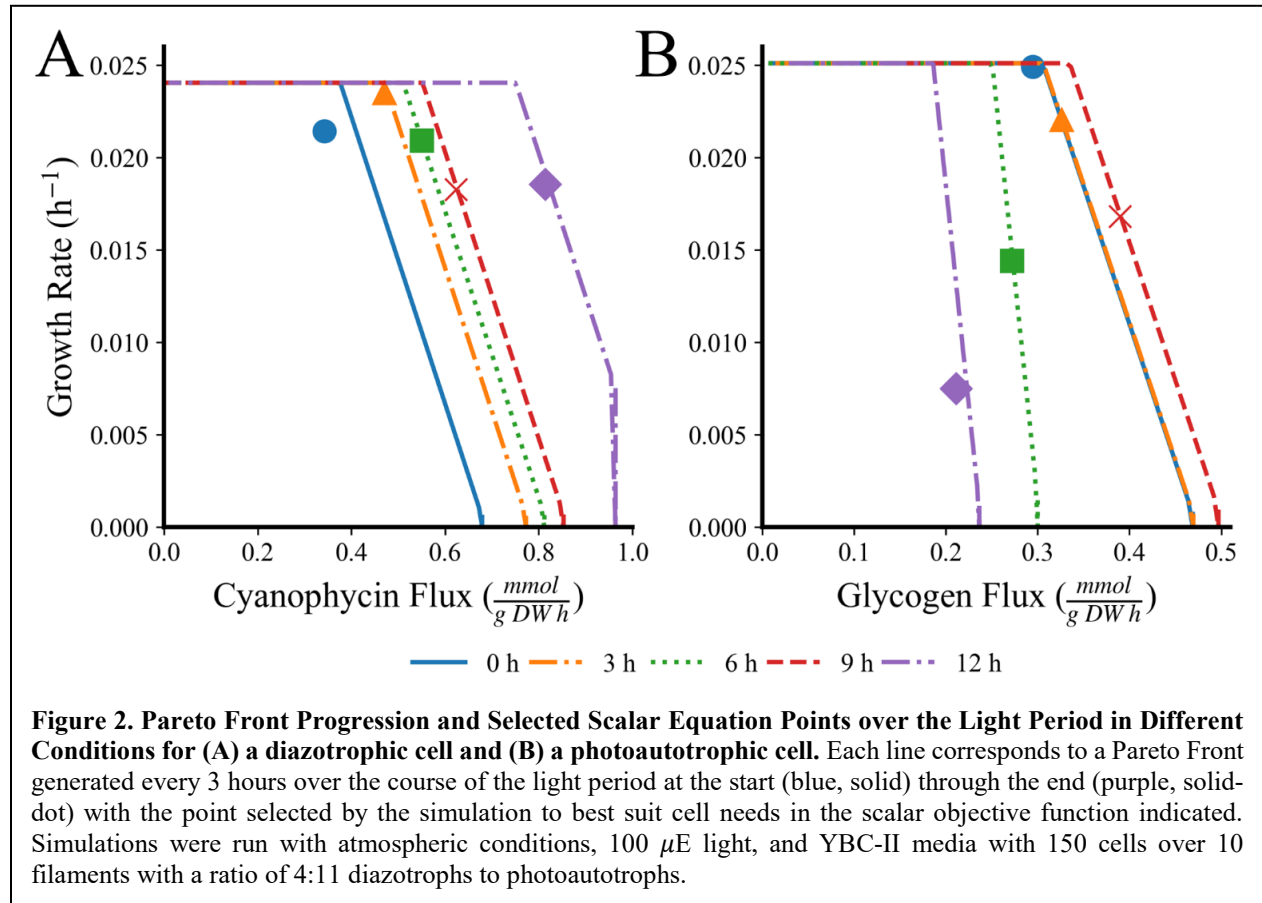 A
B
0.025
0.020
0.015
0.010
0.005
0.000
Growth Rate (h⁻¹)
0.0 0.2 0.4 0.6 0.8 1.0
Cyanophycin Flux (mmol/g DW h)
0.025
0.020
0.015
0.010
0.005
0.000
0.0 0.1 0.2 0.3 0.4 0.5
Glycogen Flux (mmol/g DW h)
0 h 3 h 6 h 9 h 12 h
Figure 2. Pareto Front Progression and Selected Scalar Equation Points over the Light Period in Different
Conditions for (A) a diazotrophic cell and (B) a photoautotrophic cell. Each line corresponds to a Pareto Front
generated every 3 hours over the course of the light period at the start (blue, solid) through the end (purple, solid-
dot) with the point selected by the simulation to best suit cell needs in the scalar objective function indicated.
Simulations were run with atmospheric conditions, 100 μE light, and YBC-II media with 150 cells over 10
filaments with a ratio of 4:11 diazotrophs to photoautotrophs.